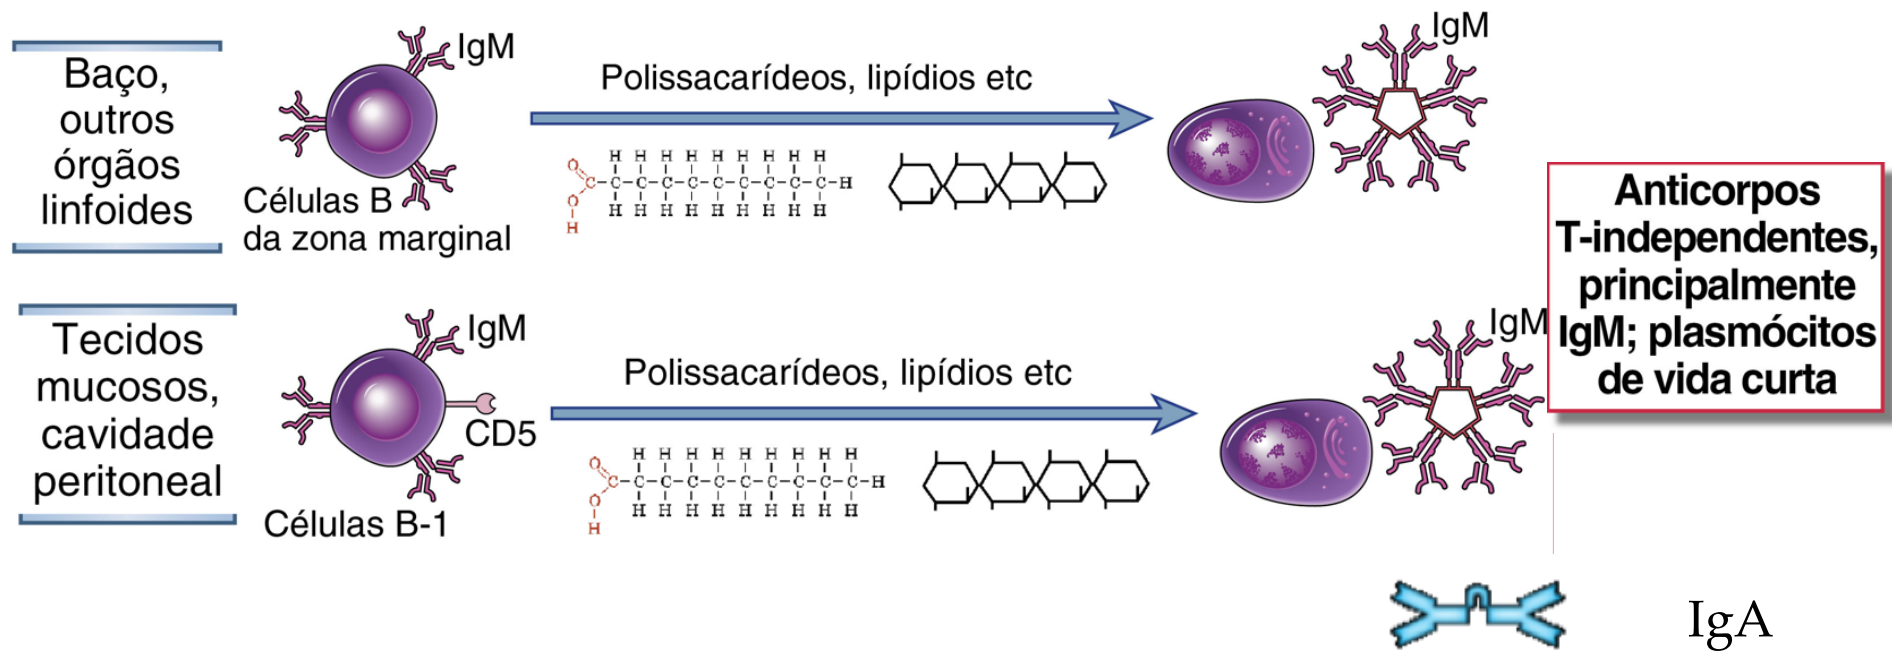 Baço,
outros
órgãos
linfoides
IgM
Células B
da zona marginal
Polissacarídeos, lipídios etc
H H H H H H H H H
O
C-C-C-C-C-C-C-C-C-C-H
O
H H H H H H H H H
H
IgM
Anticorpos
T-independentes,
principalmente
IgM; plasmócitos
de vida curta
Tecidos
mucosos,
cavidade
peritoneal
IgM
CD5
Células B-1
Polissacarídeos, lipídios etc
H H H H H H H H H
O
C-C-C-C-C-C-C-C-C-C-H
O
H H H H H H H H H
H
IgM
IgA